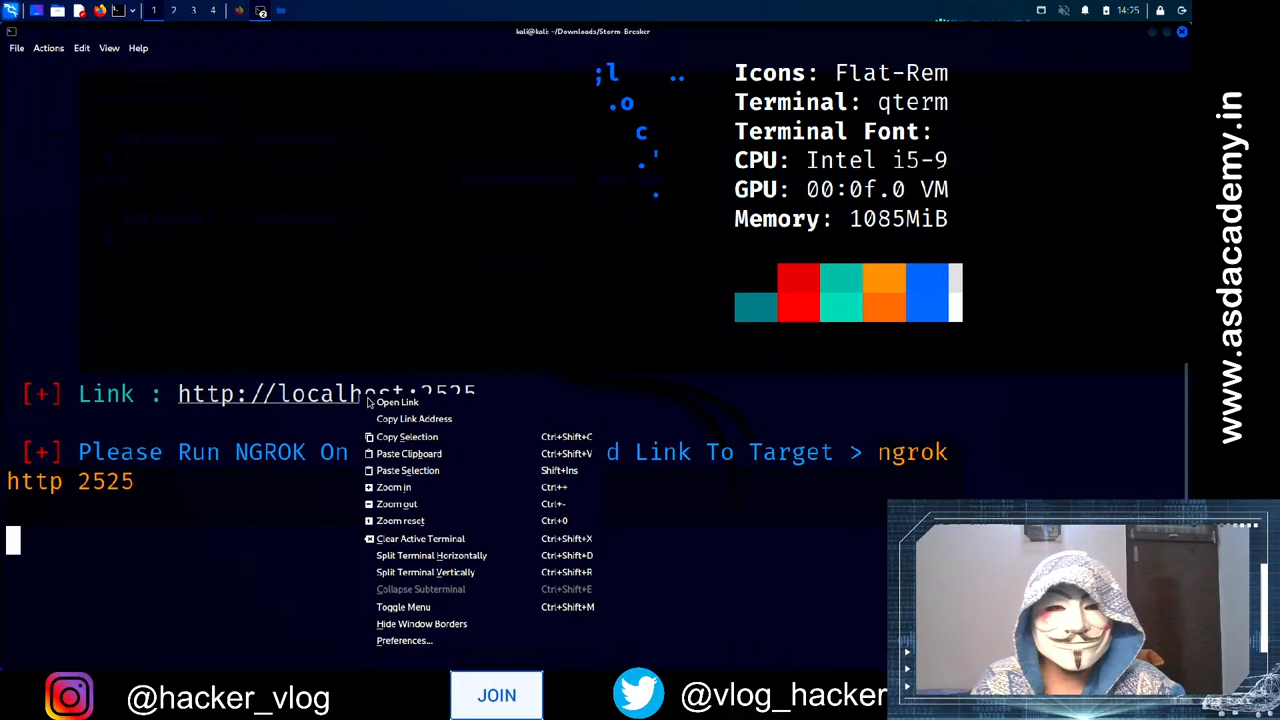 1 2 3 4
2
14:25
kali@kali: ~/Downloads/Storm-Breaker
File Actions Edit View Help
;l ..
.o
c
.'
.
Icons: Flat-Rem
Terminal: qterm
Terminal Font:
CPU: Intel i5-9
GPU: 00:0f.0 VM
Memory: 1085MiB
[+] Link : http://localhost:2525
[+] Please Run NGROK On
d Link To Target > ngrok
http 2525
Open Link
Copy Link Address
Copy Selection Ctrl+Shift+C
Paste Clipboard Ctrl+Shift+V
Paste Selection Shift+Ins
Zoom in Ctrl++
Zoom out Ctrl+-
Zoom reset Ctrl+0
Clear Active Terminal Ctrl+Shift+X
Split Terminal Horizontally Ctrl+Shift+D
Split Terminal Vertically Ctrl+Shift+R
Collapse Subterminal Ctrl+Shift+E
Toggle Menu Ctrl+Shift+M
Hide Window Borders
Preferences...
www.asdacademy.in
@hacker_vlog
JOIN
@vlog_hacker